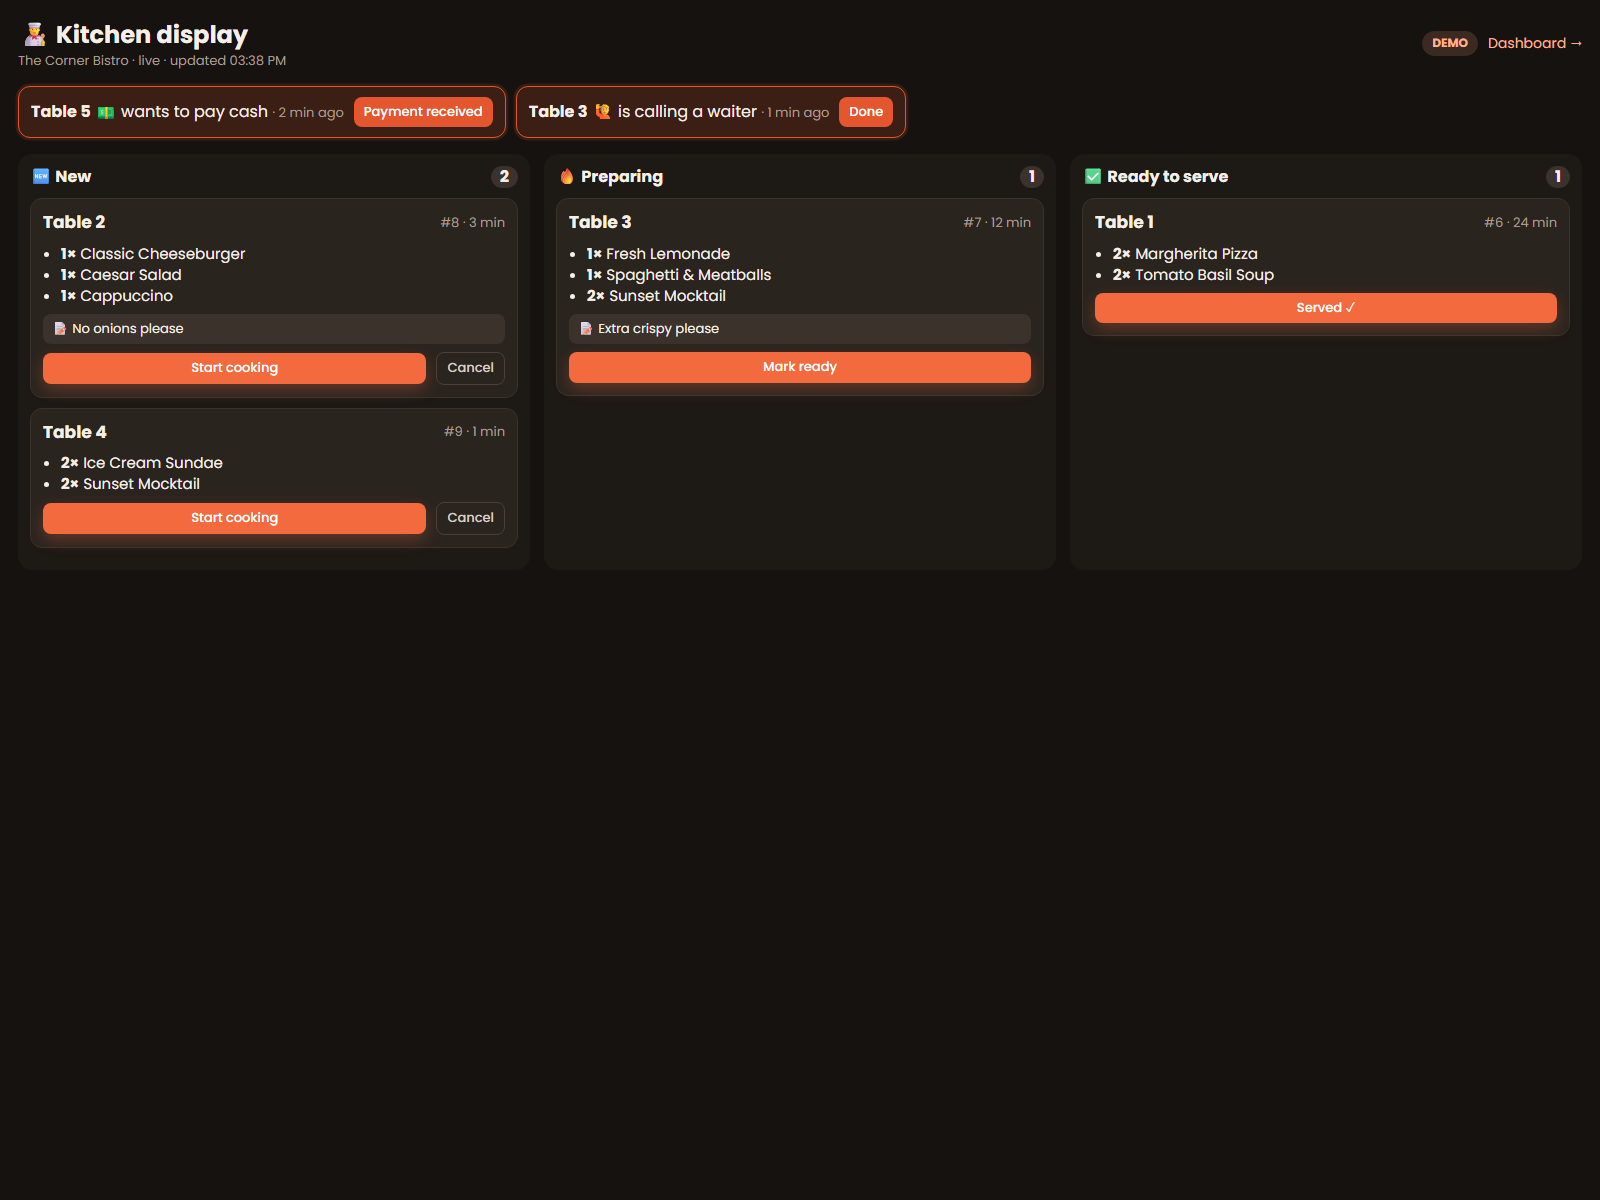 Kitchen display
The Corner Bistro · live · updated 03:38 PM
DEMO
Dashboard →
Table 5 wants to pay cash · 2 min ago
Payment received
Table 3 is calling a waiter · 1 min ago
Done
NEW New
2
Table 2
#8 · 3 min
1× Classic Cheeseburger
1× Caesar Salad
1× Cappuccino
No onions please
Start cooking
Cancel
Table 4
#9 · 1 min
2× Ice Cream Sundae
2× Sunset Mocktail
Start cooking
Cancel
Preparing
1
Table 3
#7 · 12 min
1× Fresh Lemonade
1× Spaghetti & Meatballs
2× Sunset Mocktail
Extra crispy please
Mark ready
Ready to serve
1
Table 1
#6 · 24 min
2× Margherita Pizza
2× Tomato Basil Soup
Served ✓